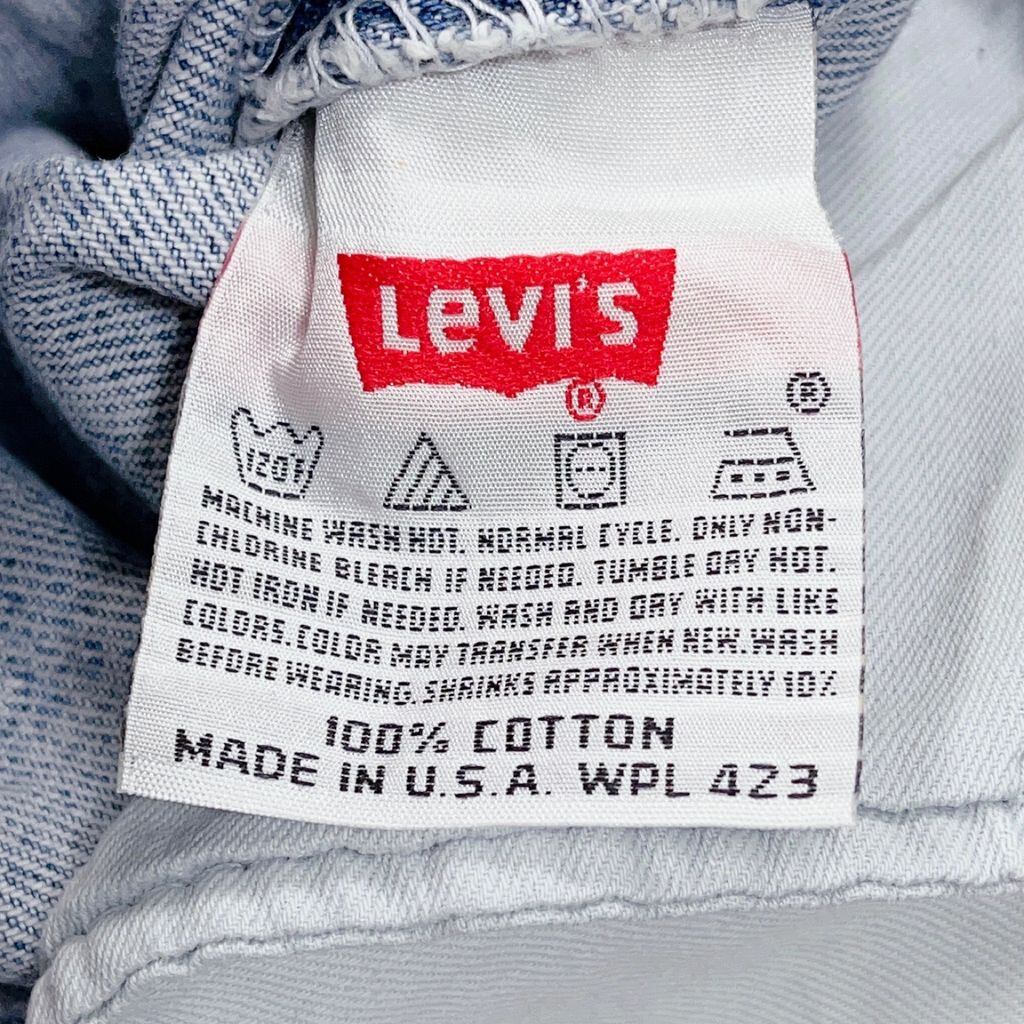 Levi's
®
®
120F
MACHINE WASH HOT. NORMAL CYCLE. ONLY NON-
CHLORINE BLEACH IF NEEDED. TUMBLE DRY HOT.
HOT IRON IF NEEDED. WASH AND DRY WITH LIKE
COLORS.COLOR MAY TRANSFER WHEN NEW.WASH
BEFORE WEARING. SHRINKS APPROXIMATELY 10%
100% COTTON
MADE IN U.S.A. WPL 423